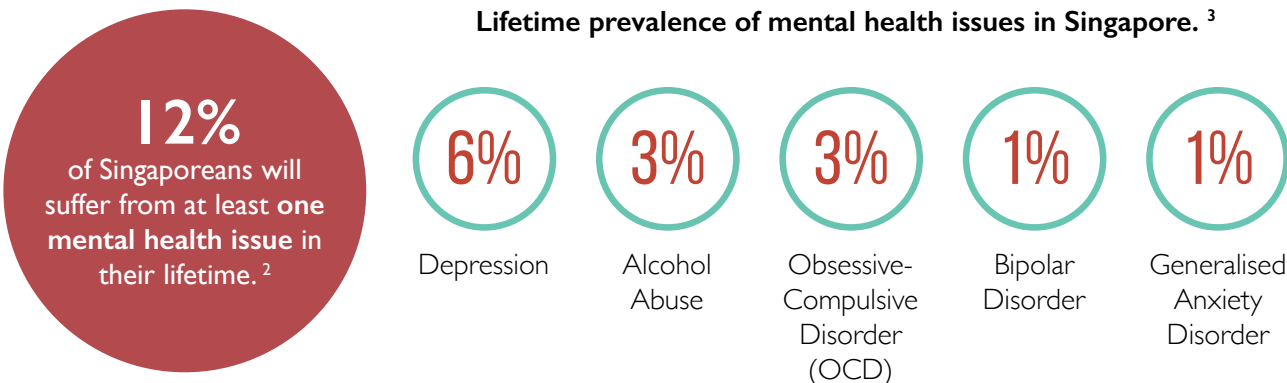 12%
of Singaporeans will
suffer from at least one
mental health issue in
their lifetime. 2
Lifetime prevalence of mental health issues in Singapore. 3
6%
3%
3%
1%
1%
Depression
Alcohol
Abuse
Obsessive-
Compulsive
Disorder
(OCD)
Bipolar
Disorder
Generalised
Anxiety
Disorder